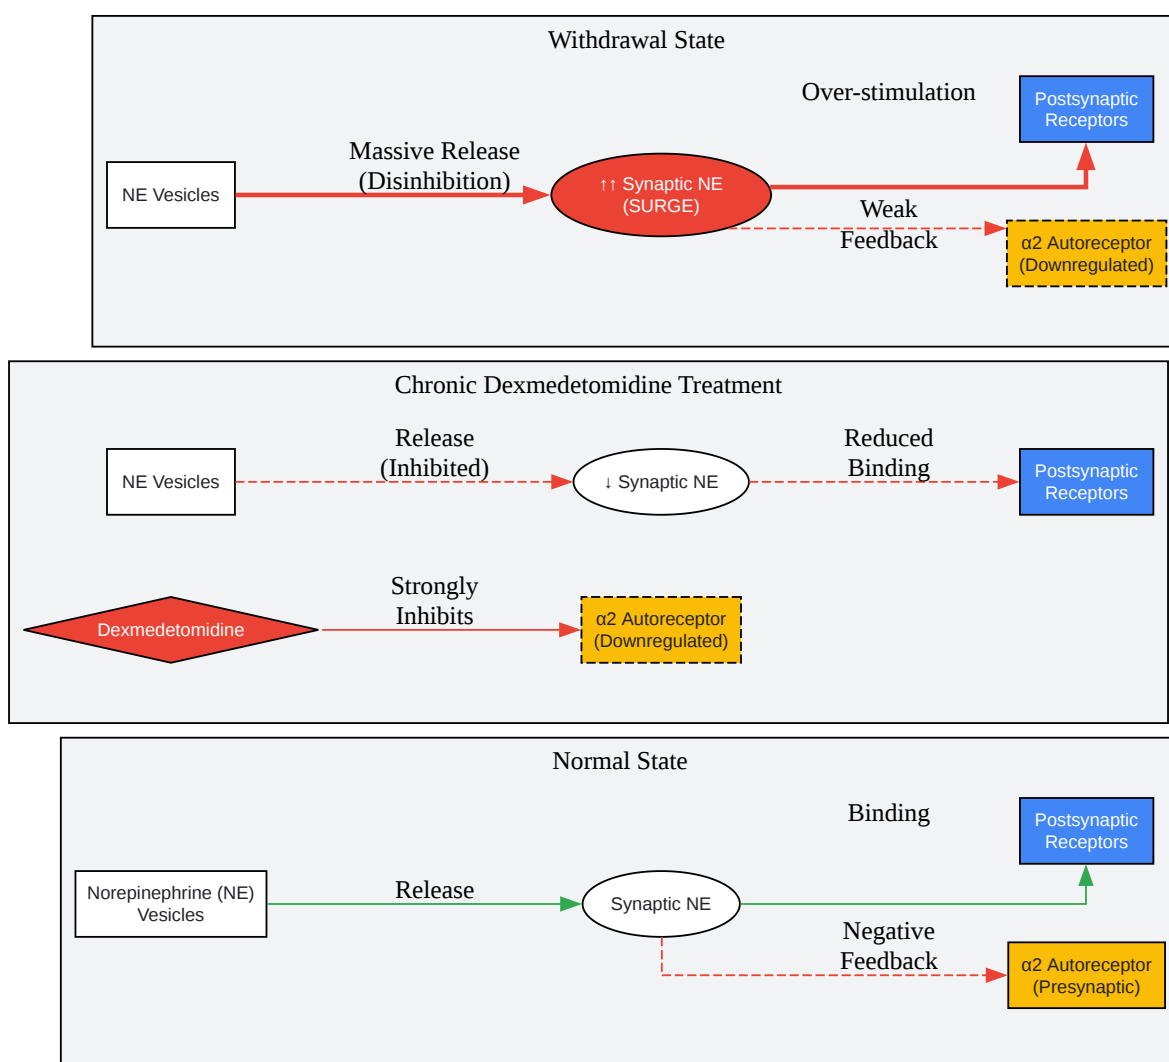 Withdrawal State
Over-stimulation
Postsynaptic
Receptors
Massive Release
(Disinhibition)
NE Vesicles
↑↑ Synaptic NE
(SURGE)
Weak
Feedback
α2 Autoreceptor
(Downregulated)
Chronic Dexmedetomidine Treatment
Release
(Inhibited)
Reduced
Binding
NE Vesicles
↓ Synaptic NE
Postsynaptic
Receptors
Strongly
Inhibits
Dexmedetomidine
α2 Autoreceptor
(Downregulated)
Normal State
Binding
Postsynaptic
Receptors
Norepinephrine (NE)
Vesicles
Release
Synaptic NE
Negative
Feedback
α2 Autoreceptor
(Presynaptic)